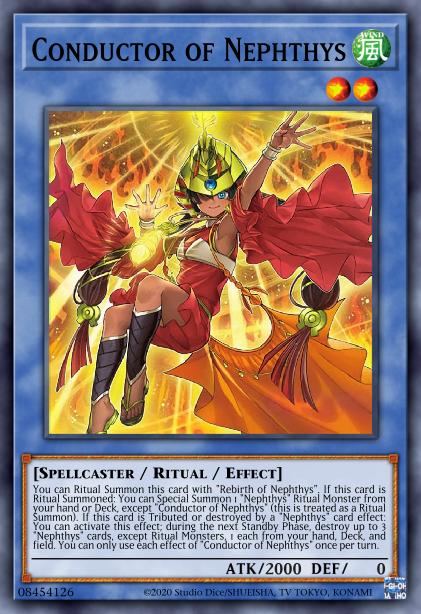 CONDUCTOR OF NEPHTHYS
WIND
風
[SPELLCASTER / RITUAL / EFFECT]
You can Ritual Summon this card with "Rebirth of Nephthys". If this card is
Ritual Summoned: You can Special Summon 1 "Nephthys" Ritual Monster from
your hand or Deck, except "Conductor of Nephthys" (this is treated as a Ritual
Summon). If this card is Tributed or destroyed by a "Nephthys" card effect:
You can activate this effect; during the next Standby Phase, destroy up to 3
"Nephthys" cards, except Ritual Monsters, 1 each from your hand, Deck, and
field. You can only use each effect of "Conductor of Nephthys" once per turn.
ATK/2000 DEF/ 0
08454126
©2020 Studio Dice/SHUEISHA, TV TOKYO, KONAMI